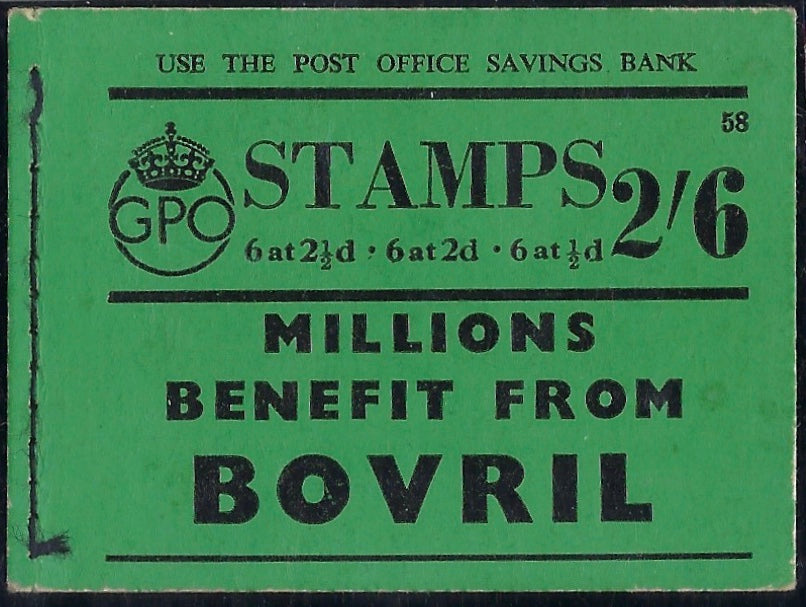 USE THE POST OFFICE SAVINGS BANK
58
GPO
STAMPS 2/6
6 at 2½d · 6 at 2d · 6 at ½d
MILLIONS
BENEFIT FROM
BOVRIL